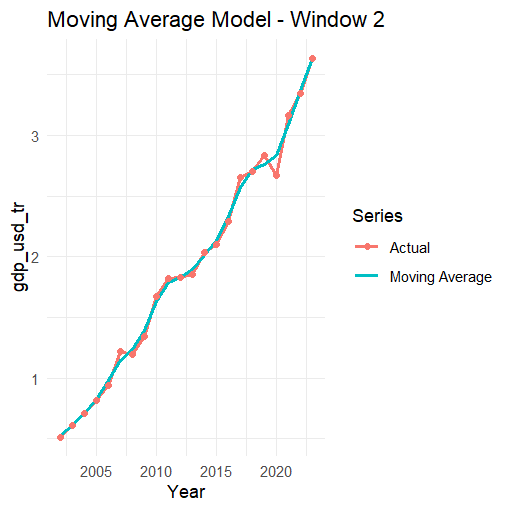 Moving Average Model - Window 2
gdp_usd_tr
3
2
1
2005 2010 2015 2020
Year
Series
Actual
Moving Average